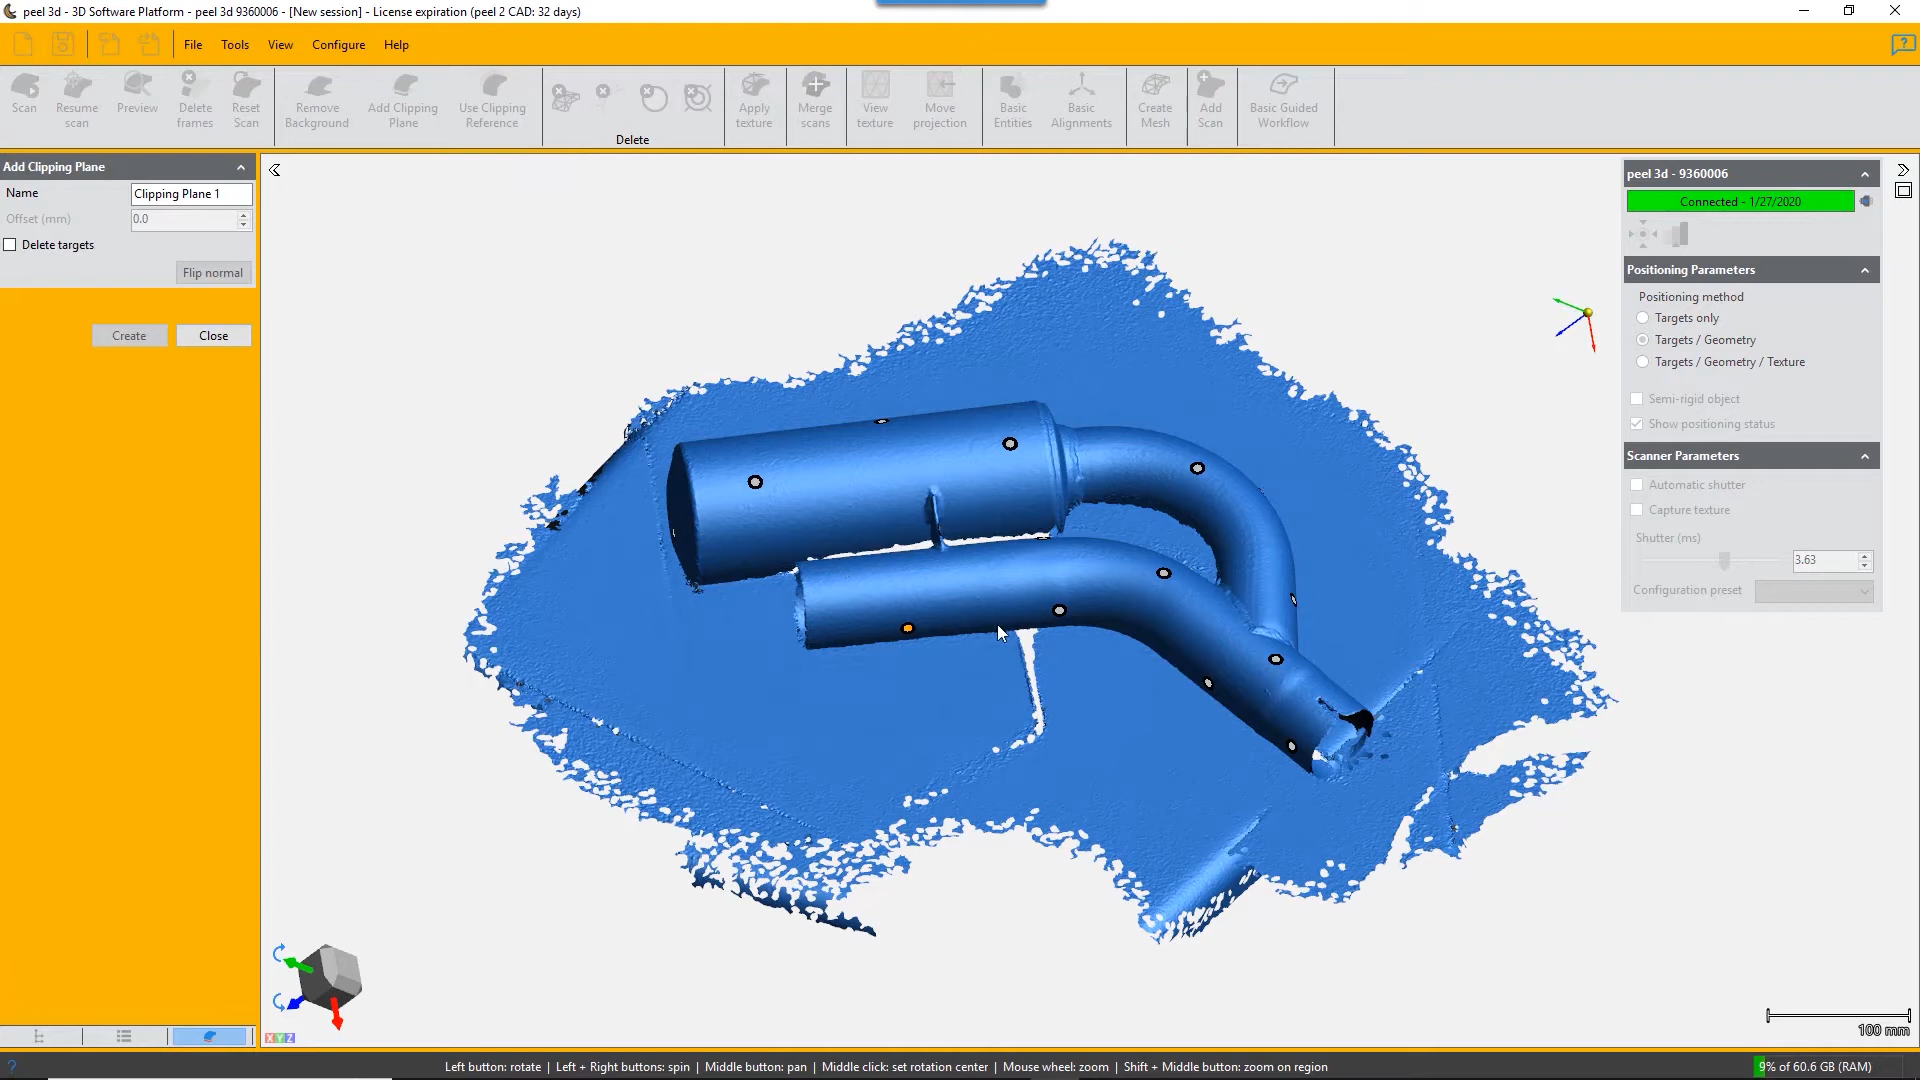 peel 3d - 3D Software Platform - peel 3d 9360006 - [New session] - License expiration (peel 2 CAD: 32 days)
File Tools View Configure Help
Scan
Resume scan
Preview
Delete frames
Reset Scan
Remove Background
Add Clipping Plane
Use Clipping Reference
Delete
Apply texture
Merge scans
View texture
Move projection
Basic Entities
Basic Alignments
Create Mesh
Add Scan
Basic Guided Workflow
Add Clipping Plane
Name Clipping Plane 1
Offset (mm) 0.0
Delete targets
Flip normal
Create Close
peel 3d - 9360006
Connected - 1/27/2020
Positioning Parameters
Positioning method
Targets only
Targets / Geometry
Targets / Geometry / Texture
Semi-rigid object
Show positioning status
Scanner Parameters
Automatic shutter
Capture texture
Shutter (ms)
3.63
Configuration preset
XYZ
100 mm
? Left button: rotate | Left + Right buttons: spin | Middle button: pan | Middle click: set rotation center | Mouse wheel: zoom | Shift + Middle button: zoom on region 9% of 60.6 GB (RAM)